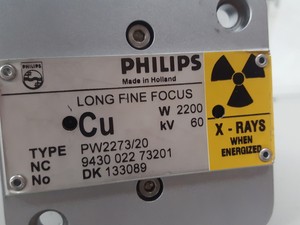 PHILIPS
PHILIPS
Made in Holland
LONG FINE FOCUS
Cu W 2200
kV 60
TYPE PW2273/20
NC 9430 022 73201
No DK 133089
X - RAYS
WHEN
ENERGIZED